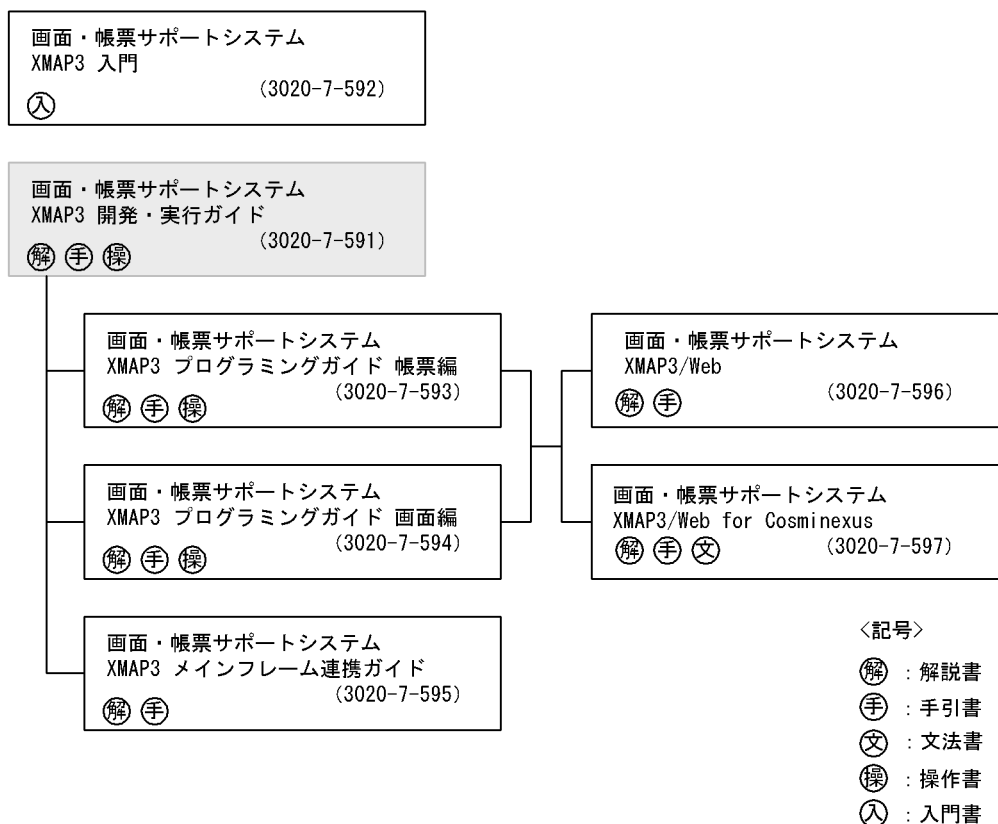 画面・帳票サポートシステム
XMAP3 入門
(3020-7-592)
入
画面・帳票サポートシステム
XMAP3 開発・実行ガイド
(3020-7-591)
解 手 操
画面・帳票サポートシステム
XMAP3 プログラミングガイド 帳票編
(3020-7-593)
解 手 操
画面・帳票サポートシステム
XMAP3 プログラミングガイド 画面編
(3020-7-594)
解 手 操
画面・帳票サポートシステム
XMAP3 メインフレーム連携ガイド
(3020-7-595)
解 手
画面・帳票サポートシステム
XMAP3/Web
(3020-7-596)
解 手
画面・帳票サポートシステム
XMAP3/Web for Cosminexus
(3020-7-597)
解 手 文
〈記号〉
解 : 解説書
手 : 手引書
文 : 文法書
操 : 操作書
入 : 入門書